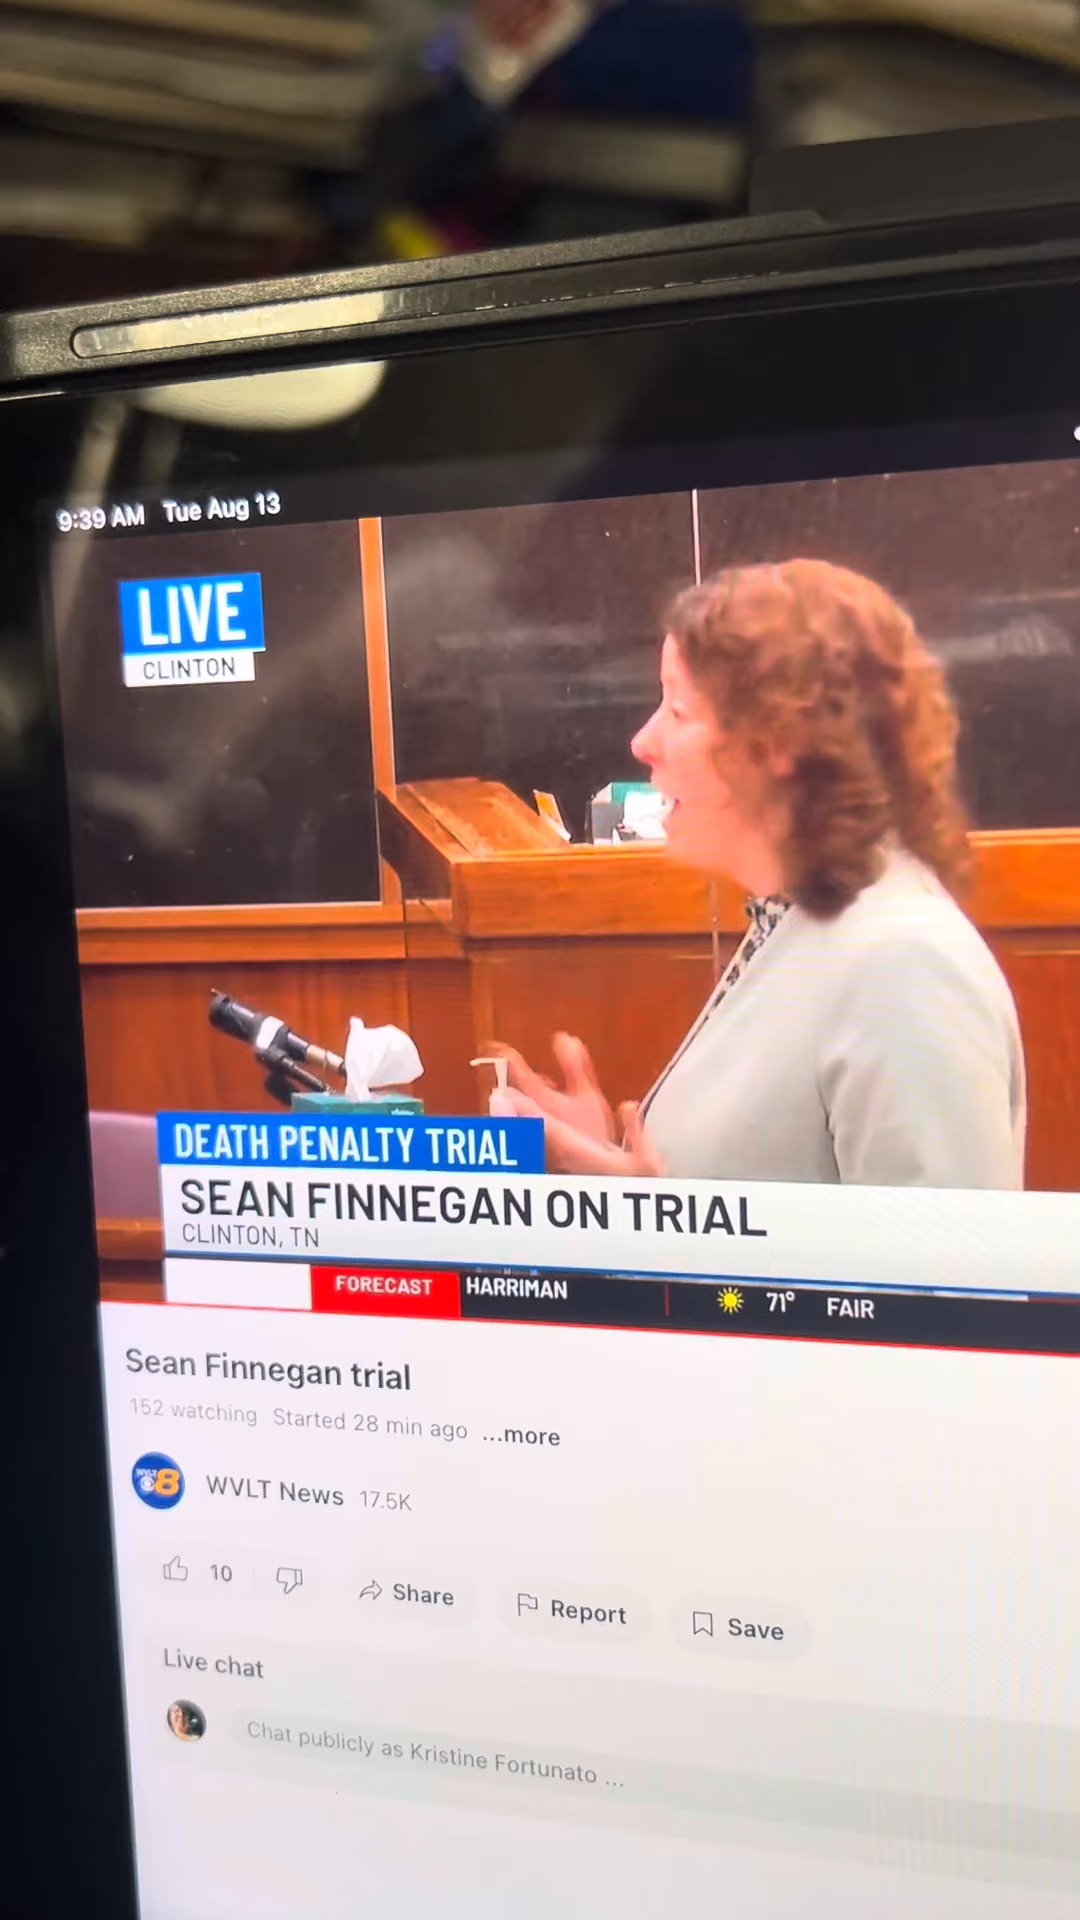 9:39 AM Tue Aug 13
LIVE
CLINTON
DEATH PENALTY TRIAL
SEAN FINNEGAN ON TRIAL
CLINTON, TN
FORECAST HARRIMAN 71° FAIR
Sean Finnegan trial
152 watching Started 28 min ago ...more
WVLT 8 WVLT News 17.5K
10 Share Report Save
Live chat
Chat publicly as Kristine Fortunato ...